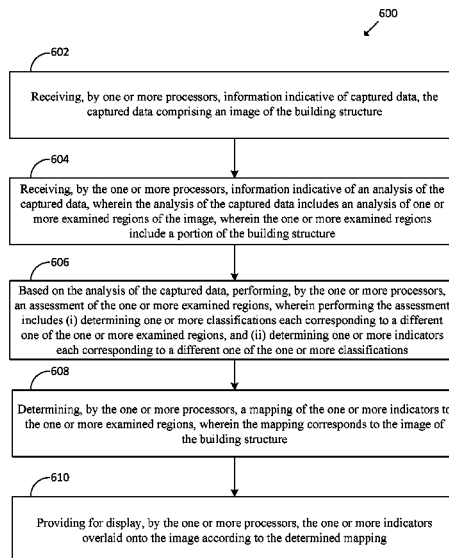 600
602
Receiving, by one or more processors, information indicative of captured data, the
captured data comprising an image of the building structure
604
Receiving, by the one or more processors, information indicative of an analysis of the
captured data, wherein the analysis of the captured data includes an analysis of one or
more examined regions of the image, wherein the one or more examined regions
include a portion of the building structure
606
Based on the analysis of the captured data, performing, by the one or more processors,
an assessment of the one or more examined regions, wherein performing the assessment
includes (i) determining one or more classifications each corresponding to a different
one of the one or more examined regions, and (ii) determining one or more indicators
each corresponding to a different one of the one or more classifications
608
Determining, by the one or more processors, a mapping of the one or more indicators to
the one or more examined regions, wherein the mapping corresponds to the image of
the building structure
610
Providing for display, by the one or more processors, the one or more indicators
overlaid onto the image according to the determined mapping